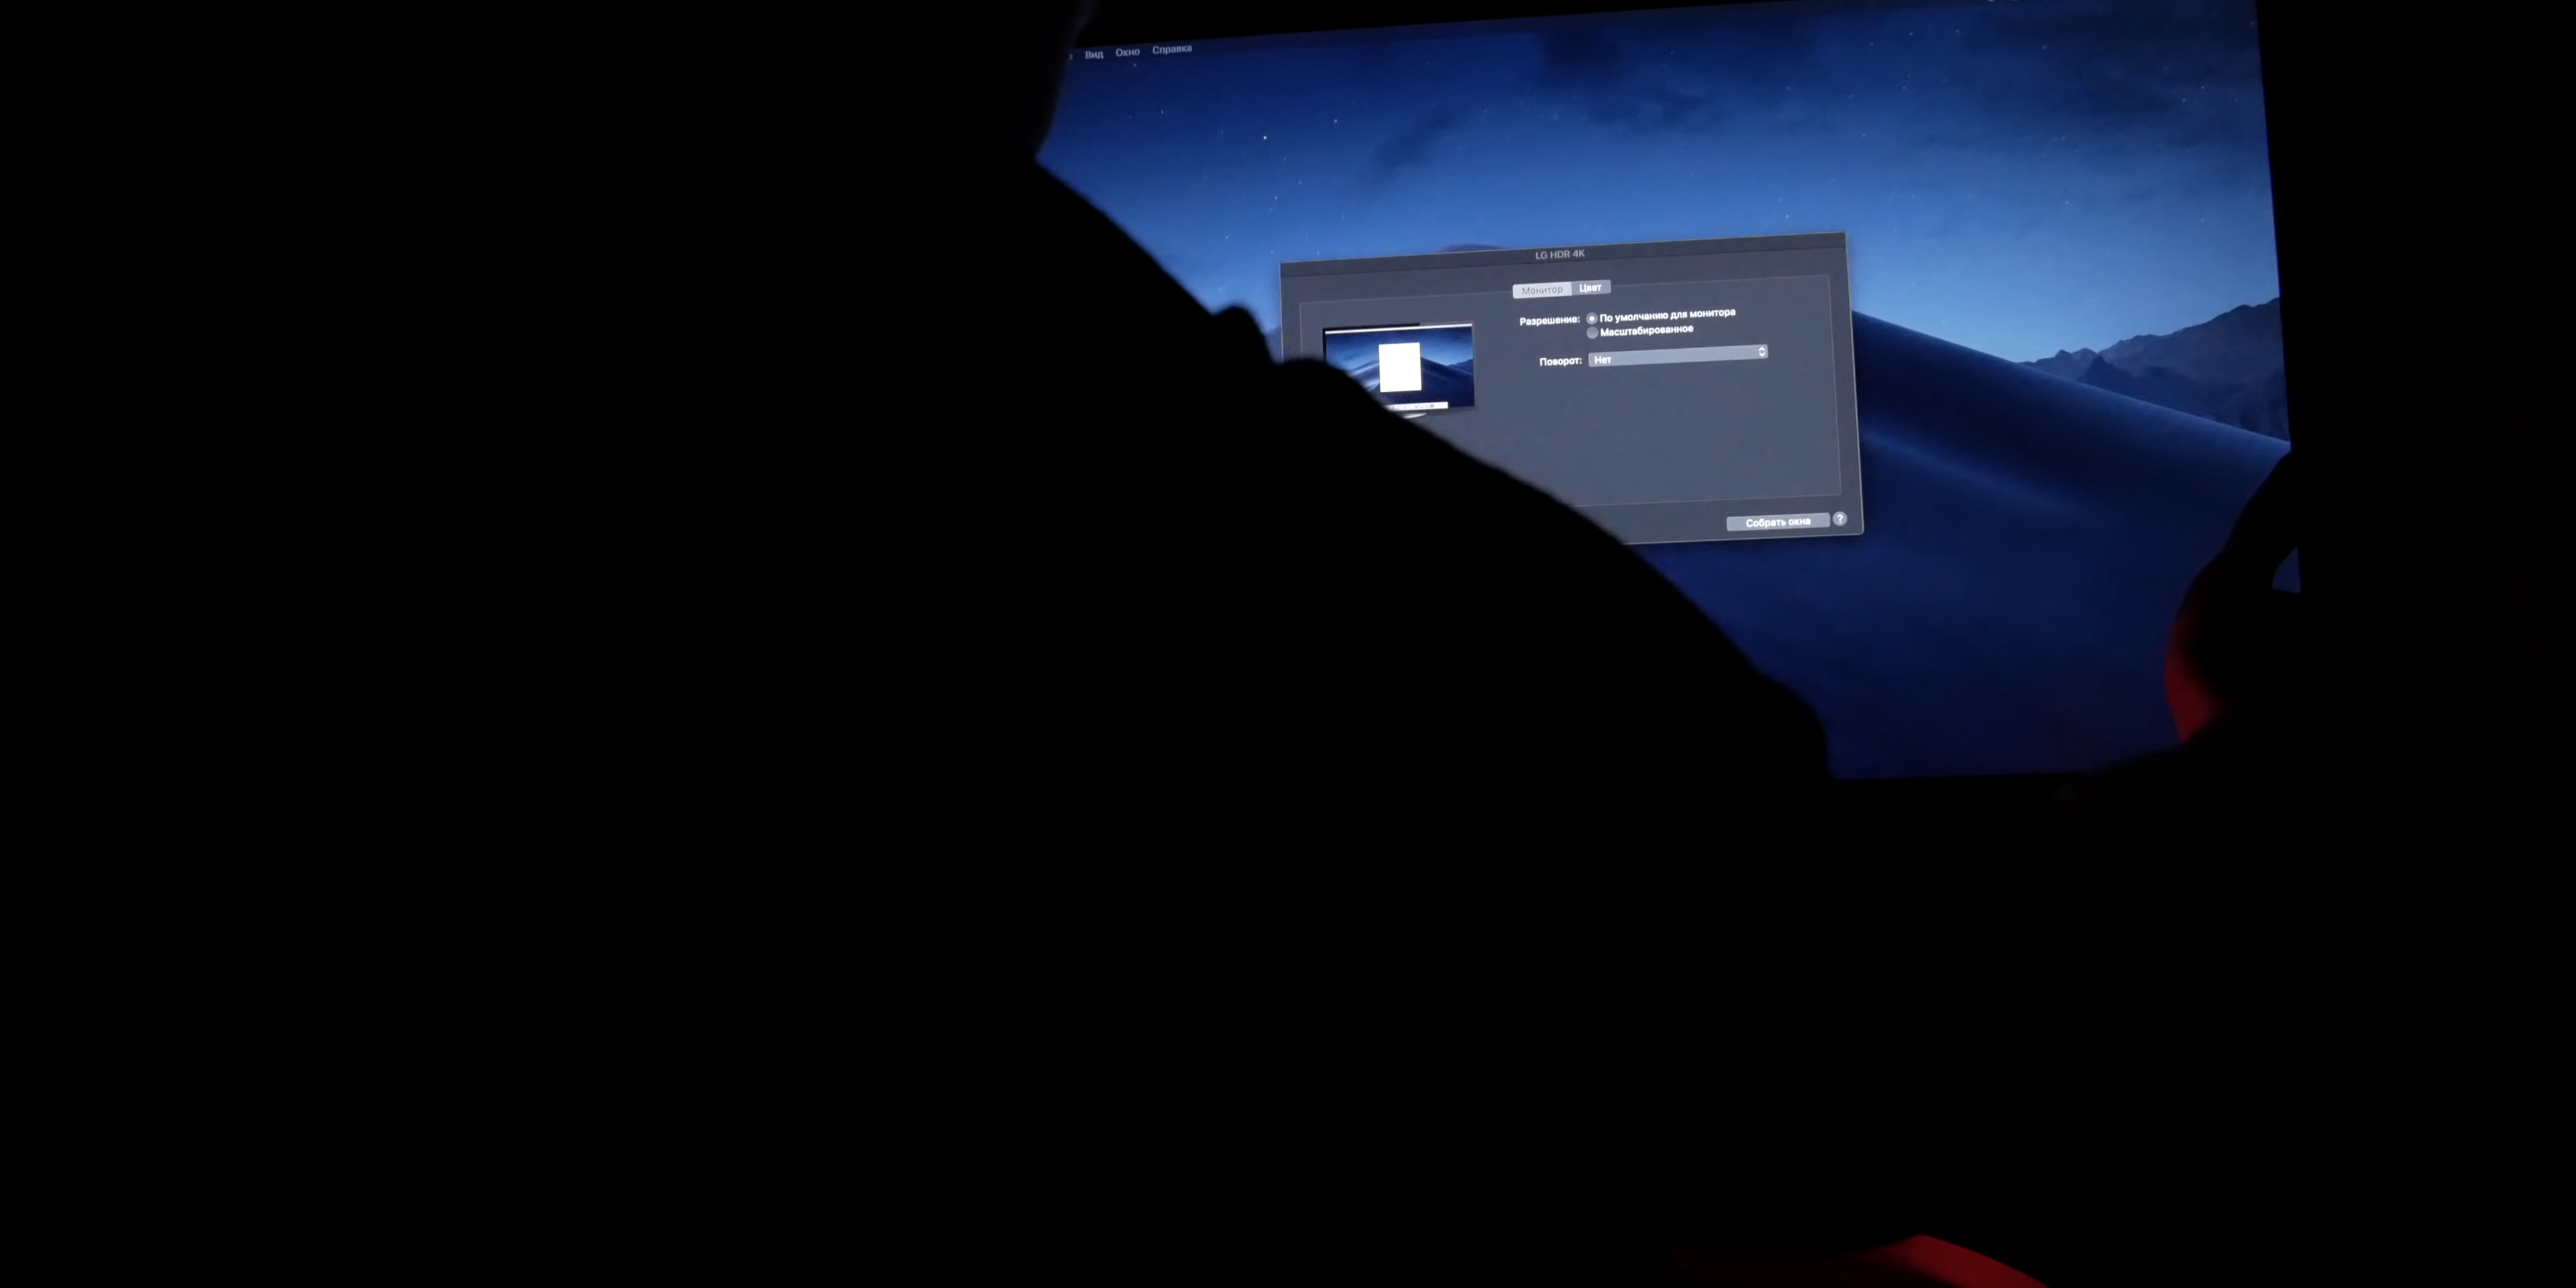 Вид Окно Справка
LG HDR 4K
Монитор Цвет
Разрешение: По умолчанию для монитора
Масштабированное
Поворот: Нет
Собрать окна ?